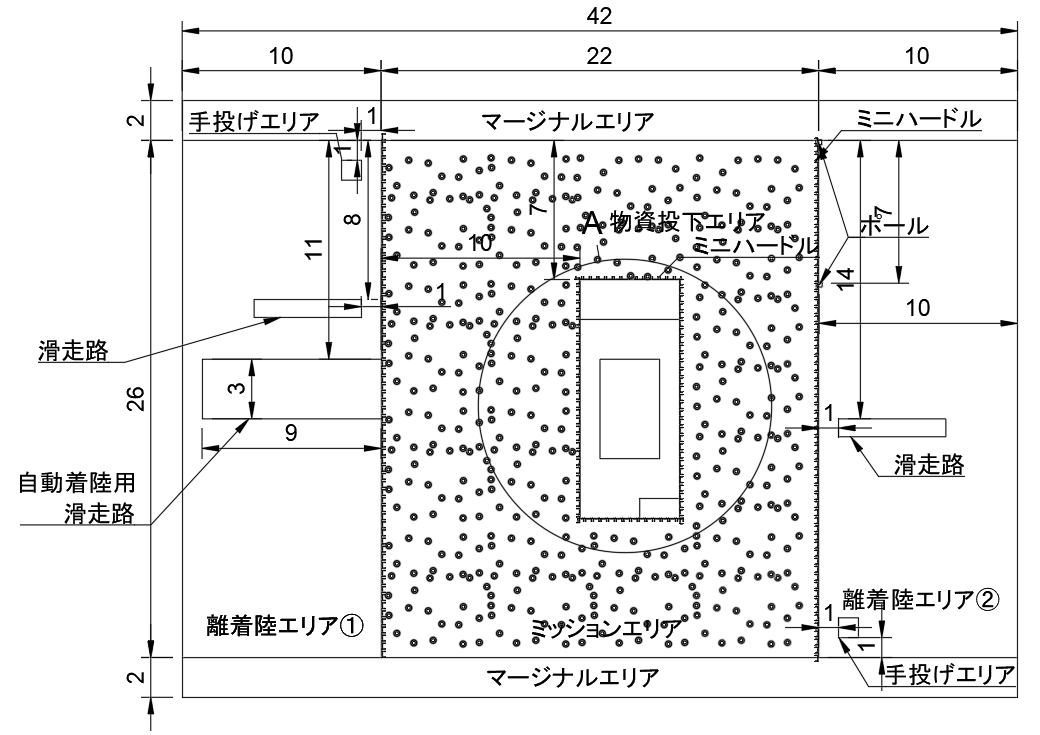 42
10
22
10
2
手投げエリア
1
マージナルエリア
ミニハードル
1
8
11
7
A 物資投下エリア
ミニハードル
10
7
ポール
14
1
10
滑走路
3
26
9
1
滑走路
自動着陸用
滑走路
離着陸エリア①
ミッションエリア
1
離着陸エリア②
1
2
マージナルエリア
手投げエリア